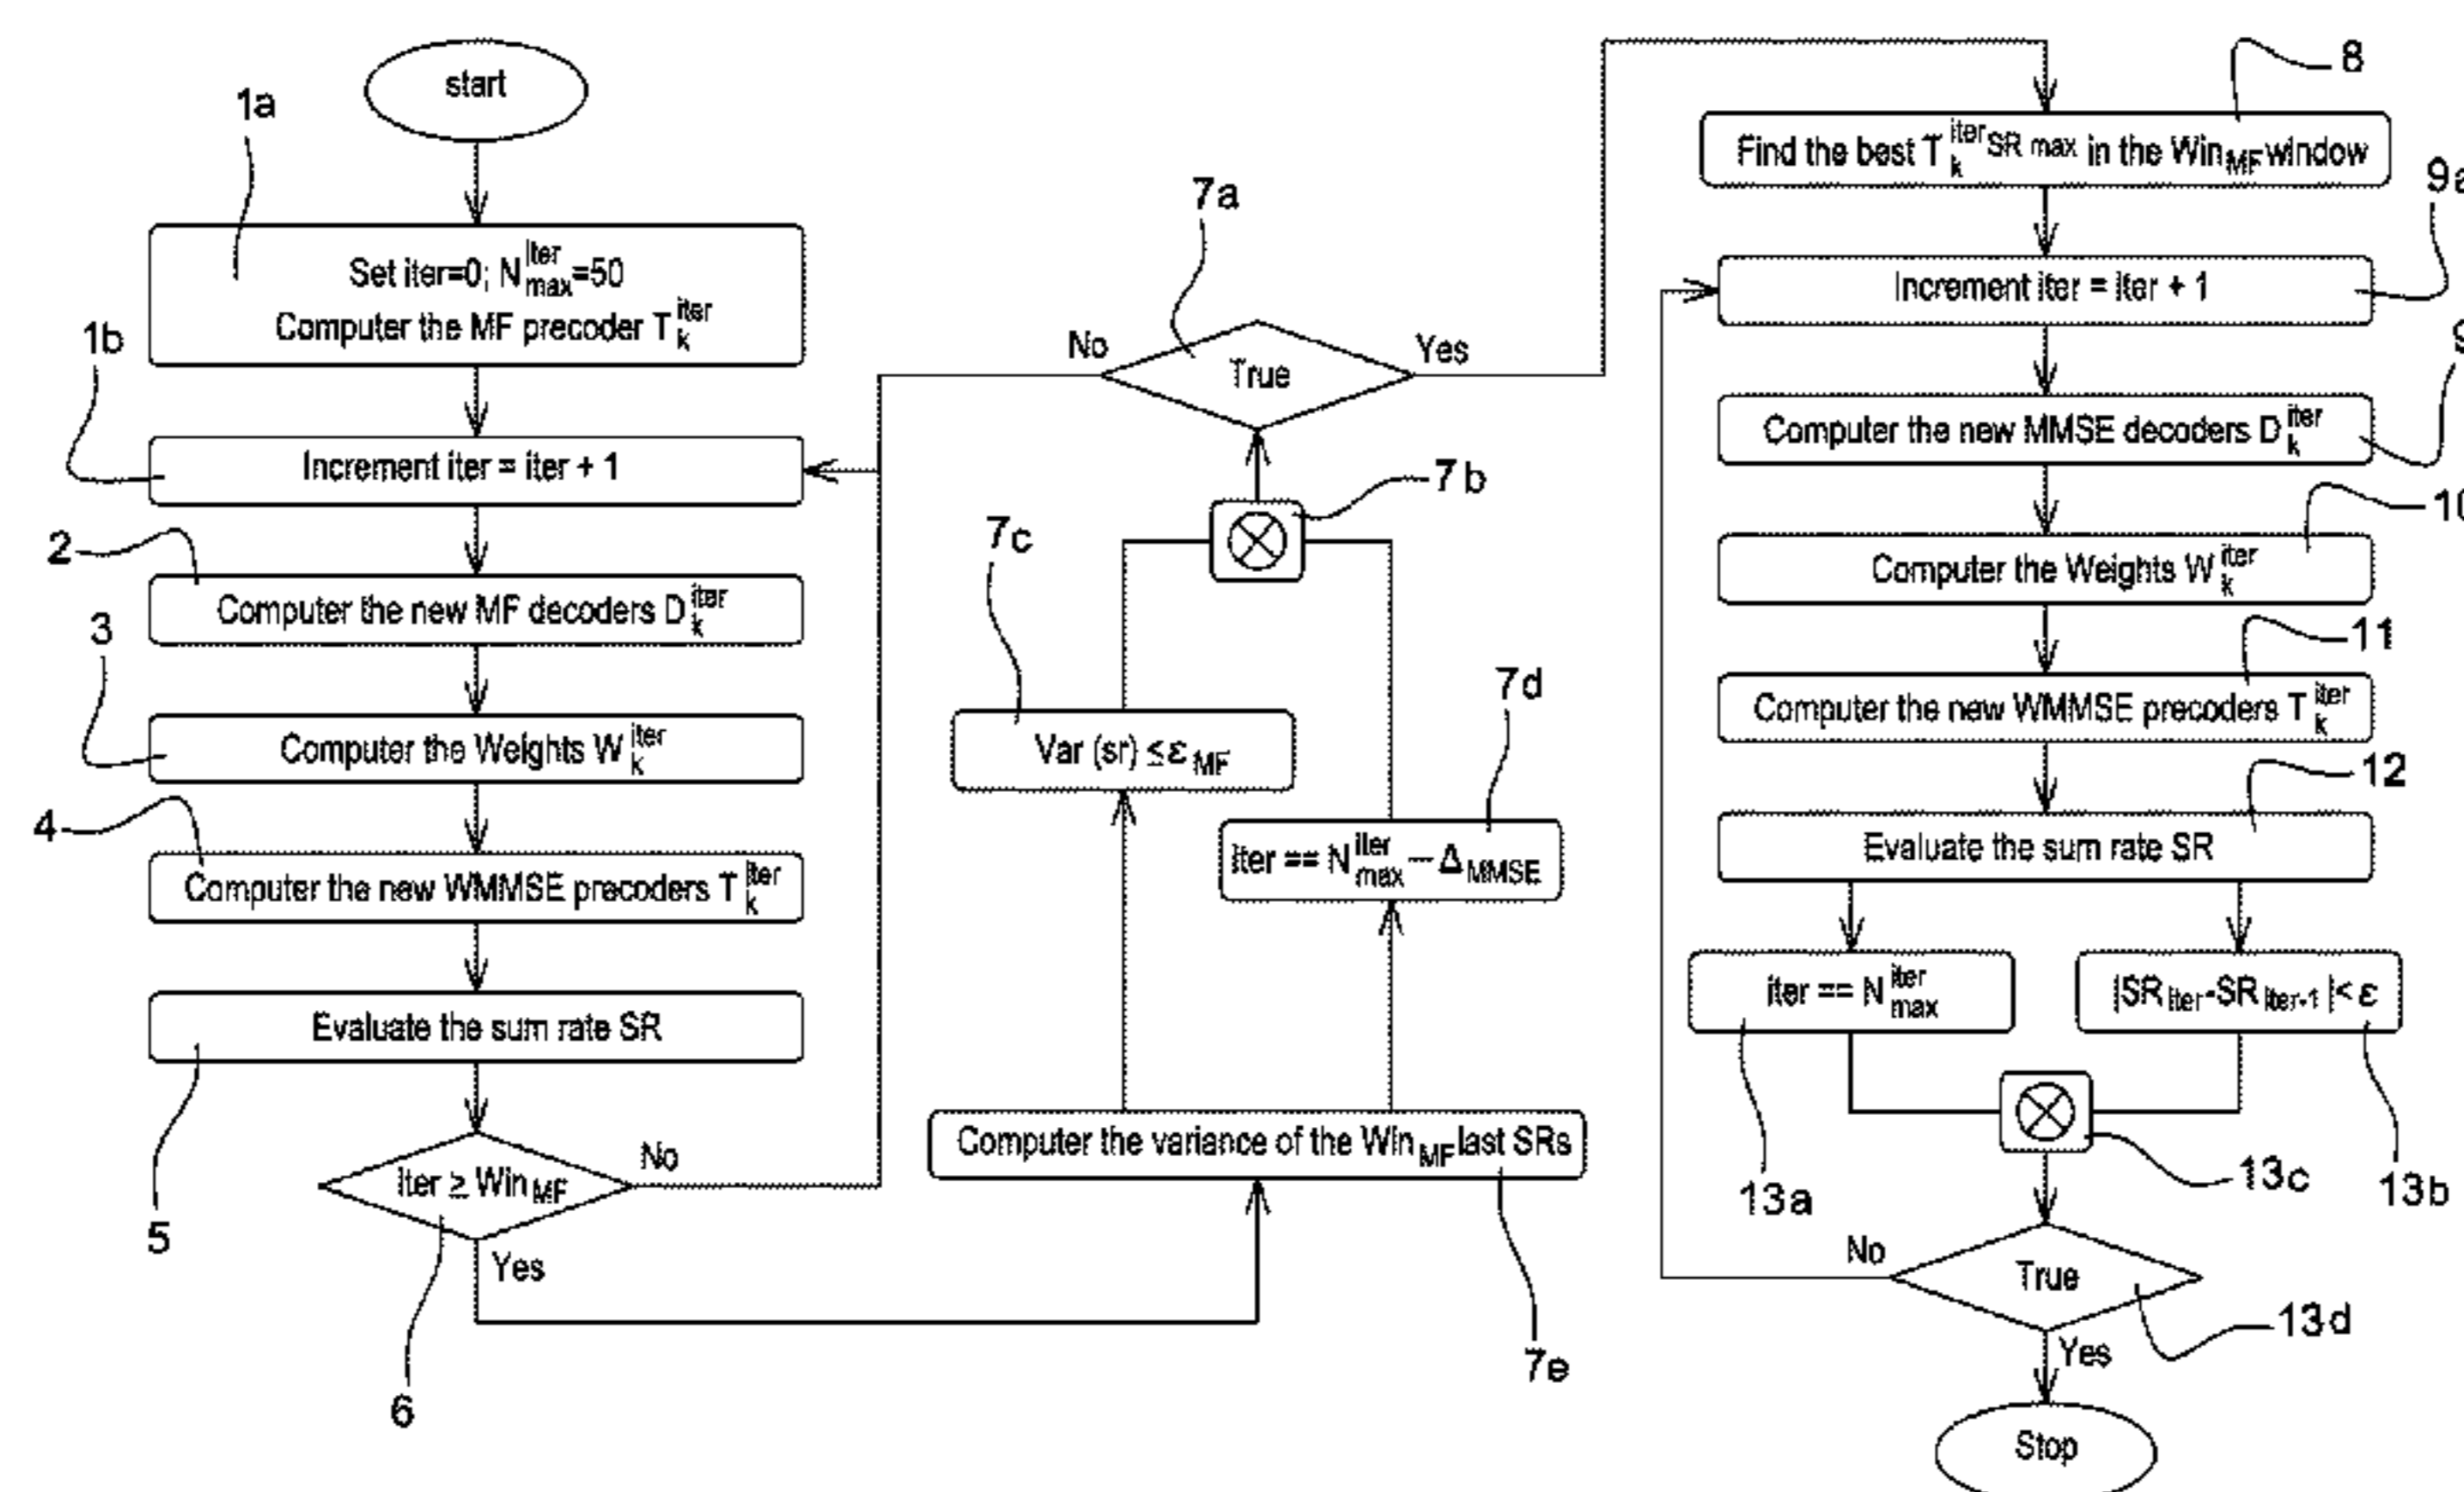 start
1a
Set iter=0; N iter max =50
Computer the MF precoder T iter k
1b
Increment iter = iter + 1
2
Computer the new MF decoders D iter k
3
Computer the Weights W iter k
4
Computer the new WMMSE precoders T iter k
5
Evaluate the sum rate SR
6
Iter ≥ Win MF
No
Yes
7a
True
No
Yes
7b
7c
Var (sr) ≤ε MF
7d
Iter == N iter max − Δ MMSE
7e
Computer the variance of the Win MF last SRs
8
Find the best T iter SR max k in the Win MF window
9a
Increment iter = iter + 1
9
Computer the new MMSE decoders D iter k
10
Computer the Weights W iter k
11
Computer the new WMMSE precoders T iter k
12
Evaluate the sum rate SR
13a
iter == N iter max
13b
|SR iter-SR iter-1 |< ε
13c
13d
True
No
Yes
Stop